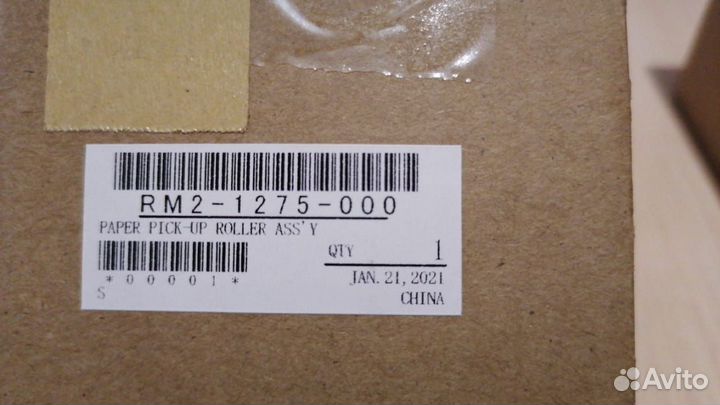 RM2-1275-000
PAPER PICK-UP ROLLER ASS'Y
QTY 1
*00001*
JAN. 21, 2021
S
CHINA
Avito